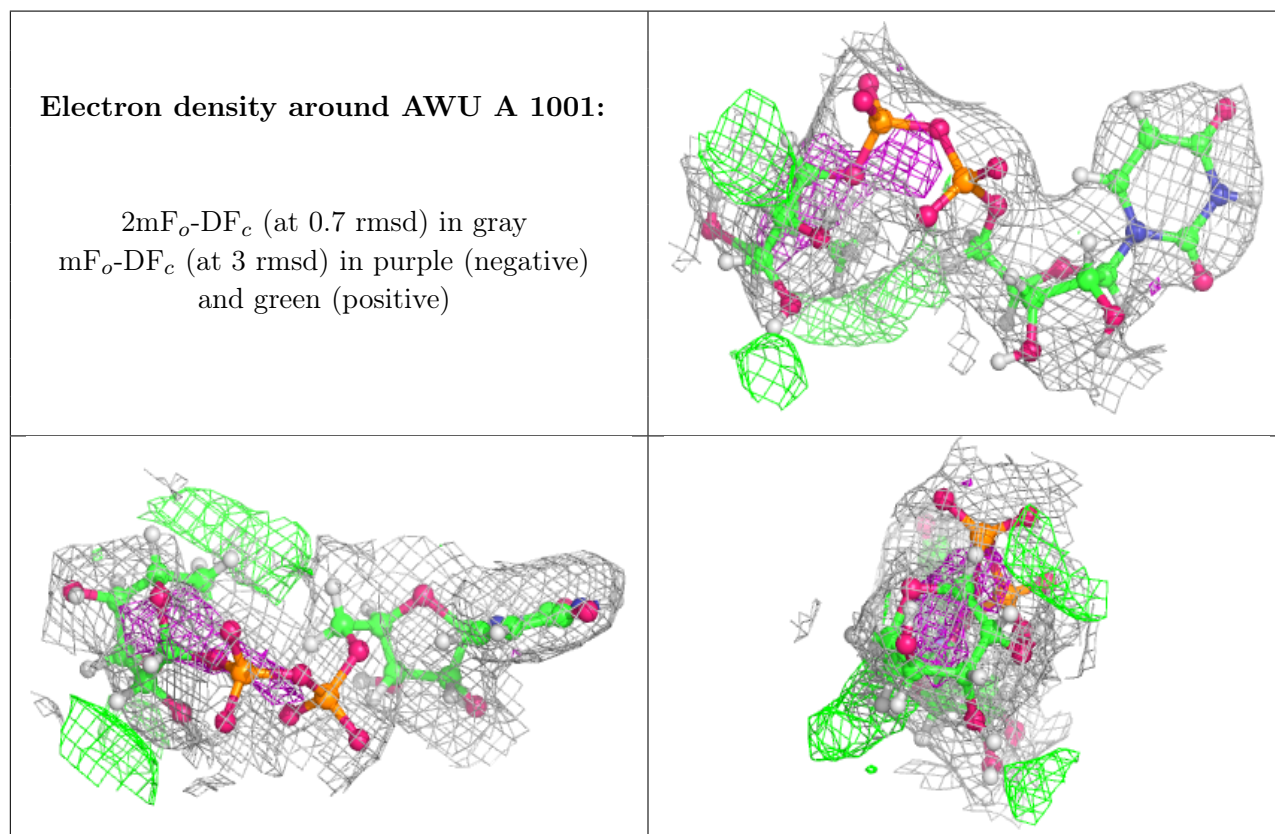 Electron density around AWU A 1001:
2mFo-DFc (at 0.7 rmsd) in gray
mFo-DFc (at 3 rmsd) in purple (negative)
and green (positive)